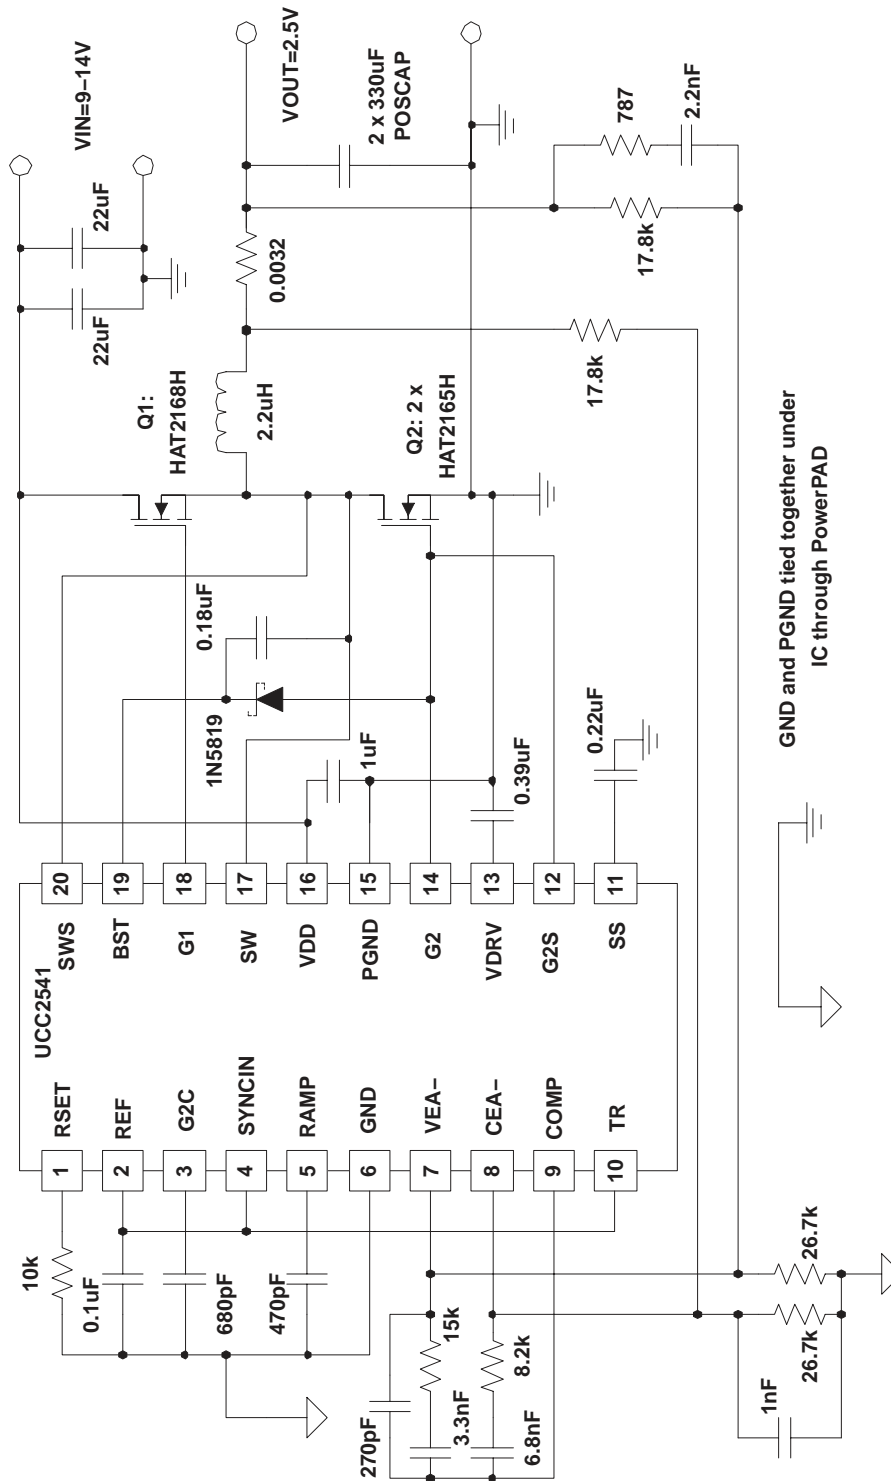 VIN=9–14V
22uF
22uF
VOUT=2.5V
2 x 330uF
POSCAP
787
2.2nF
17.8k
0.0032
17.8k
Q1:
HAT2168H
2.2uH
Q2: 2 x
HAT2165H
0.18uF
1N5819
1uF
0.39uF
0.22uF
GND and PGND tied together under
IC through PowerPAD
20
19
18
17
16
15
14
13
12
11
SWS
BST
G1
SW
VDD
PGND
G2
VDRV
G2S
SS
UCC2541
RSET
REF
G2C
SYNCIN
RAMP
GND
VEA–
CEA–
COMP
TR
1
2
3
4
5
6
7
8
9
10
10k
0.1uF
680pF
470pF
270pF
15k
3.3nF
8.2k
6.8nF
26.7k
26.7k
1nF